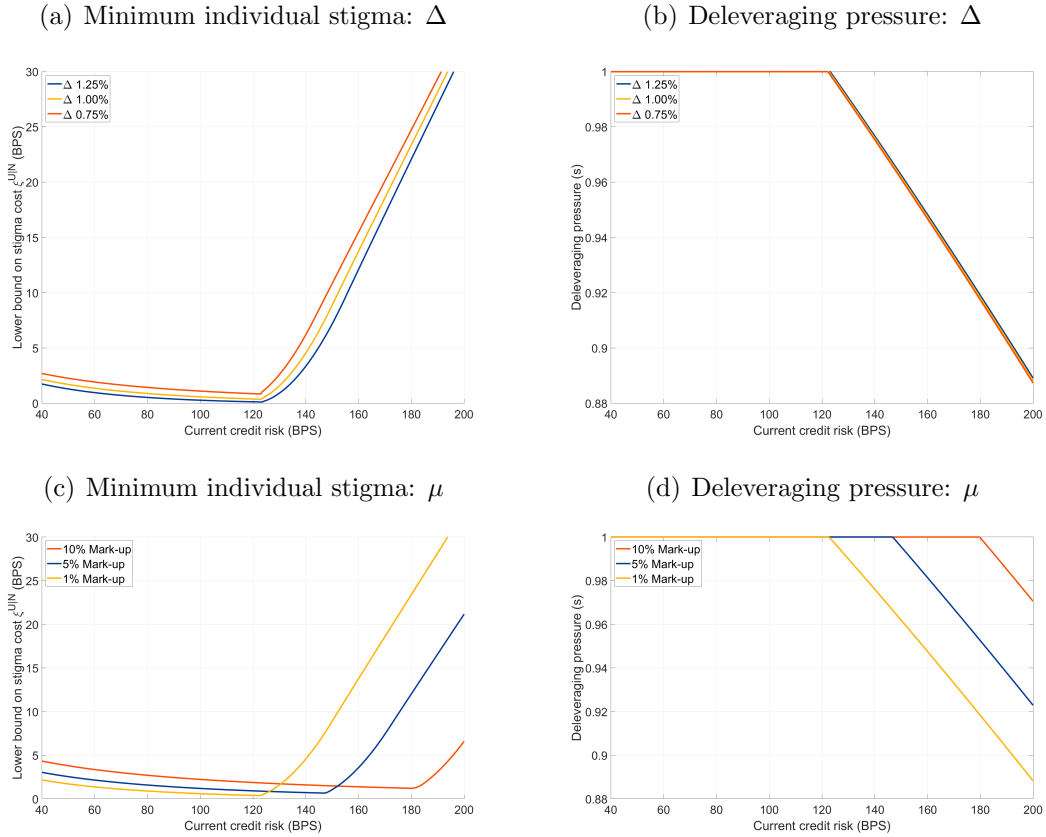 (a) Minimum individual stigma: Δ
(b) Deleveraging pressure: Δ
Δ 1.25%
Δ 1.00%
Δ 0.75%
Lower bound on stigma cost ξ^{U|N} (BPS)
30
25
20
15
10
5
0
40 60 80 100 120 140 160 180 200
Current credit risk (BPS)
Δ 1.25%
Δ 1.00%
Δ 0.75%
Deleveraging pressure (s)
1
0.98
0.96
0.94
0.92
0.9
0.88
40 60 80 100 120 140 160 180 200
Current credit risk (BPS)
(c) Minimum individual stigma: μ
(d) Deleveraging pressure: μ
10% Mark-up
5% Mark-up
1% Mark-up
Lower bound on stigma cost ξ^{U|N} (BPS)
30
25
20
15
10
5
0
40 60 80 100 120 140 160 180 200
Current credit risk (BPS)
10% Mark-up
5% Mark-up
1% Mark-up
Deleveraging pressure (s)
1
0.98
0.96
0.94
0.92
0.9
0.88
40 60 80 100 120 140 160 180 200
Current credit risk (BPS)